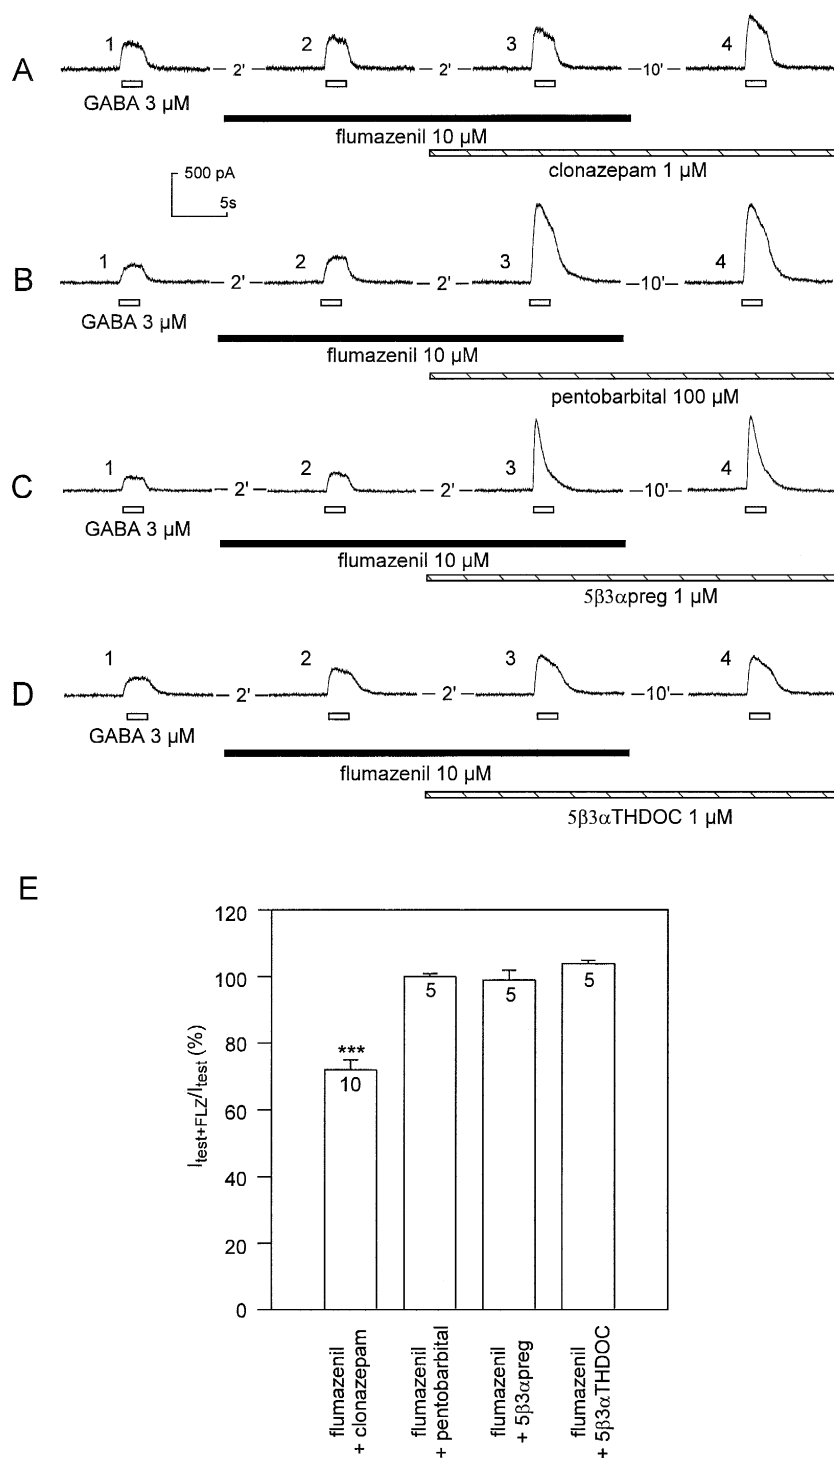 A
1
2
3
4
2'
2'
10'
GABA 3 µM
flumazenil 10 µM
clonazepam 1 µM
500 pA
5s
B
1
2
3
4
2'
2'
10'
GABA 3 µM
flumazenil 10 µM
pentobarbital 100 µM
C
1
2
3
4
2'
2'
10'
GABA 3 µM
flumazenil 10 µM
5β3αpreg 1 µM
D
1
2
3
4
2'
2'
10'
GABA 3 µM
flumazenil 10 µM
5β3αTHDOC 1 µM
E
Itest+FLZ/Itest (%)
120
100
80
60
40
20
0
***
10
5
5
5
flumazenil
+ clonazepam
flumazenil
+ pentobarbital
flumazenil
+ 5β3αpreg
flumazenil
+ 5β3αTHDOC